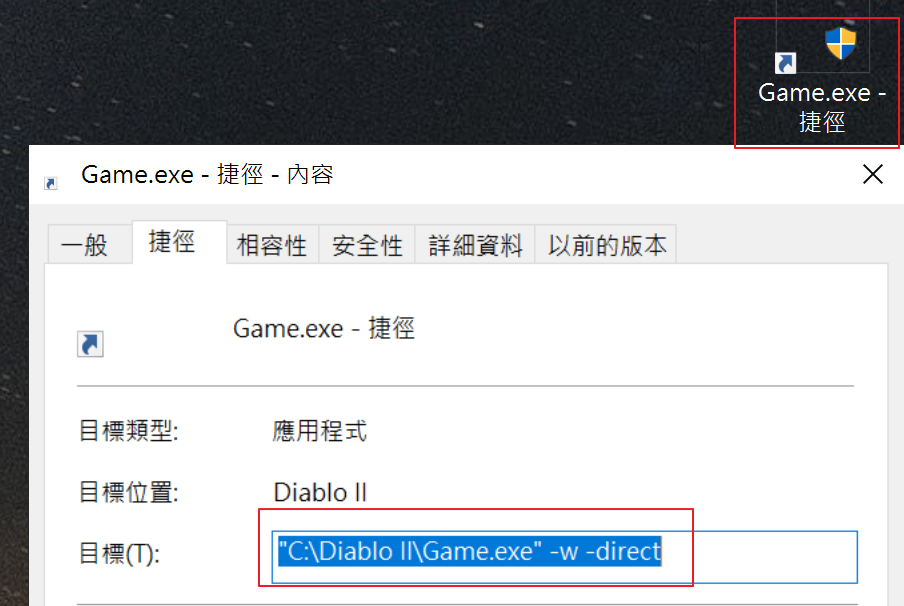 Game.exe -
捷徑
Game.exe - 捷徑 - 內容
一般 捷徑 相容性 安全性 詳細資料 以前的版本
Game.exe - 捷徑
目標類型: 應用程式
目標位置: Diablo II
目標(T): "C:\Diablo II\Game.exe" -w -direct